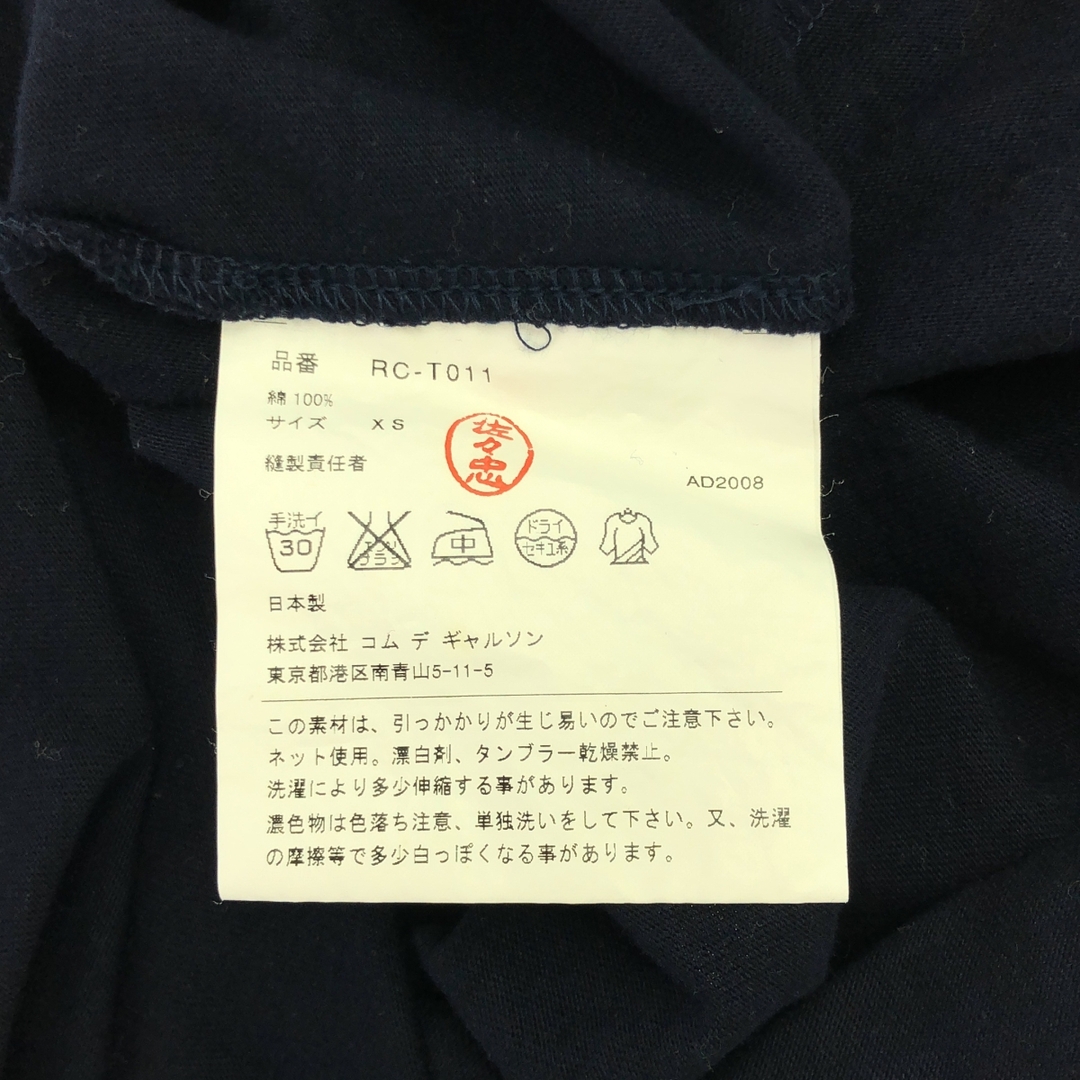 品番 RC-T011
綿 100%
サイズ XS
佐々忠
縫製責任者
AD2008
手洗イ 30 エンソ サラシ 中 ドライ セキユ系
日本製
株式会社 コム デ ギャルソン
東京都港区南青山5-11-5
この素材は、引っかかりが生じ易いのでご注意下さい。
ネット使用。漂白剤、タンブラー乾燥禁止。
洗濯により多少伸縮する事があります。
濃色物は色落ち注意、単独洗いをして下さい。又、洗濯
の摩擦等で多少白っぽくなる事があります。